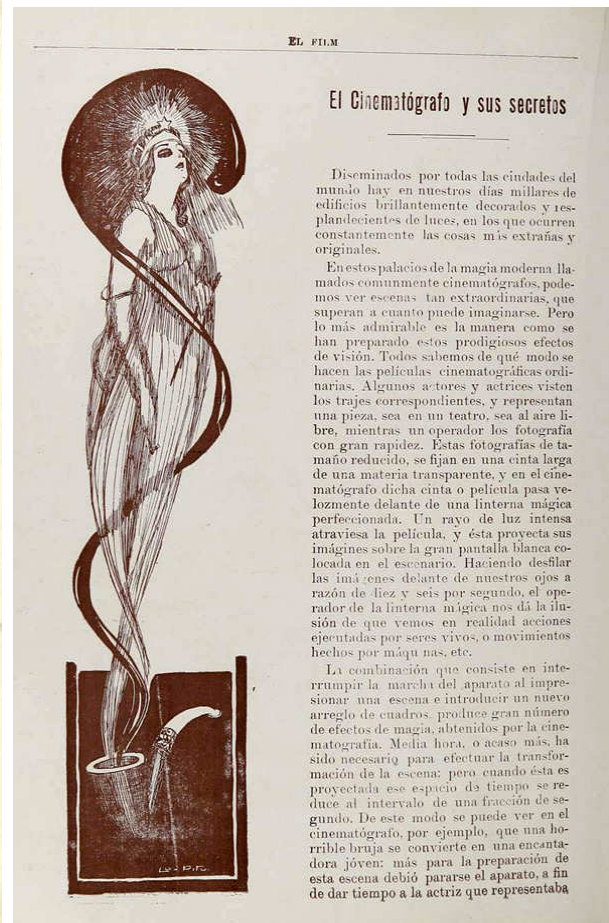 EL FILM
El Cinematógrafo y sus secretos
Diseminados por todas las ciudades del
mundo hay en nuestros días millares de
edificios brillantemente decorados y res-
plandecientes de luces, en los que ocurren
constantemente las cosas más extrañas y
originales.
En estos palacios de la magia moderna lla-
mados comunmente cinematógrafos, pode-
mos ver escenas tan extraordinarias, que
superan a cuanto puede imaginarse. Pero
lo más admirable es la manera como se
han preparado estos prodigiosos efectos
de visión. Todos sabemos de qué modo se
hacen las películas cinematográficas ordi-
narias. Algunos actores y actrices visten
los trajes correspondientes, y representan
una pieza, sea en un teatro, sea al aire li-
bre, mientras un operador los fotografía
con gran rapidez. Estas fotografías de ta-
maño reducido, se fijan en una cinta larga
de una materia transparente, y en el cine-
matógrafo dicha cinta o película pasa ve-
lozmente delante de una linterna mágica
perfeccionada. Un rayo de luz intensa
atraviesa la película, y ésta proyecta sus
imágines sobre la gran pantalla blanca co-
locada en el escenario. Haciendo desfilar
las imágenes delante de nuestros ojos a
razón de diez y seis por segundo, el ope-
rador de la linterna mágica nos dá la ilu-
sión de que vemos en realidad acciones
ejecutadas por seres vivos, o movimientos
hechos por máquinas, etc.
La combinación que consiste en inte-
rrumpir la marcha del aparato al impre-
sionar una escena e introducir un nuevo
arreglo de cuadros, produce gran número
de efectos de magia, obtenidos por la cine-
matografía. Media hora, o acaso más, ha
sido necesario para efectuar la transfor-
mación de la escena: pero cuando ésta es
proyectada ese espacio de tiempo se re-
duce al intervalo de una fracción de se-
gundo. De este modo se puede ver en el
cinematógrafo, por ejemplo, que una ho-
rrible bruja se convierte en una encanta-
dora jóven: más para la preparación de
esta escena debió pararse el aparato, a fin
de dar tiempo a la actriz que representaba